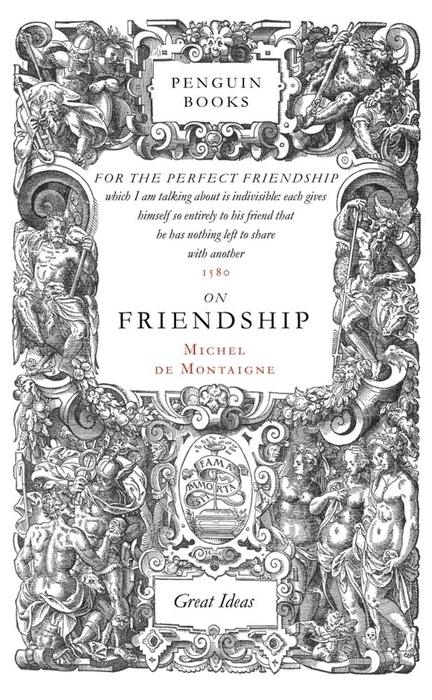 PENGUIN
BOOKS
FOR THE PERFECT FRIENDSHIP
which I am talking about is indivisible: each gives
himself so entirely to his friend that
he has nothing left to share
with another
1580
ON
FRIENDSHIP
MICHEL
DE MONTAIGNE
FAMA
IMMORTA
Great Ideas